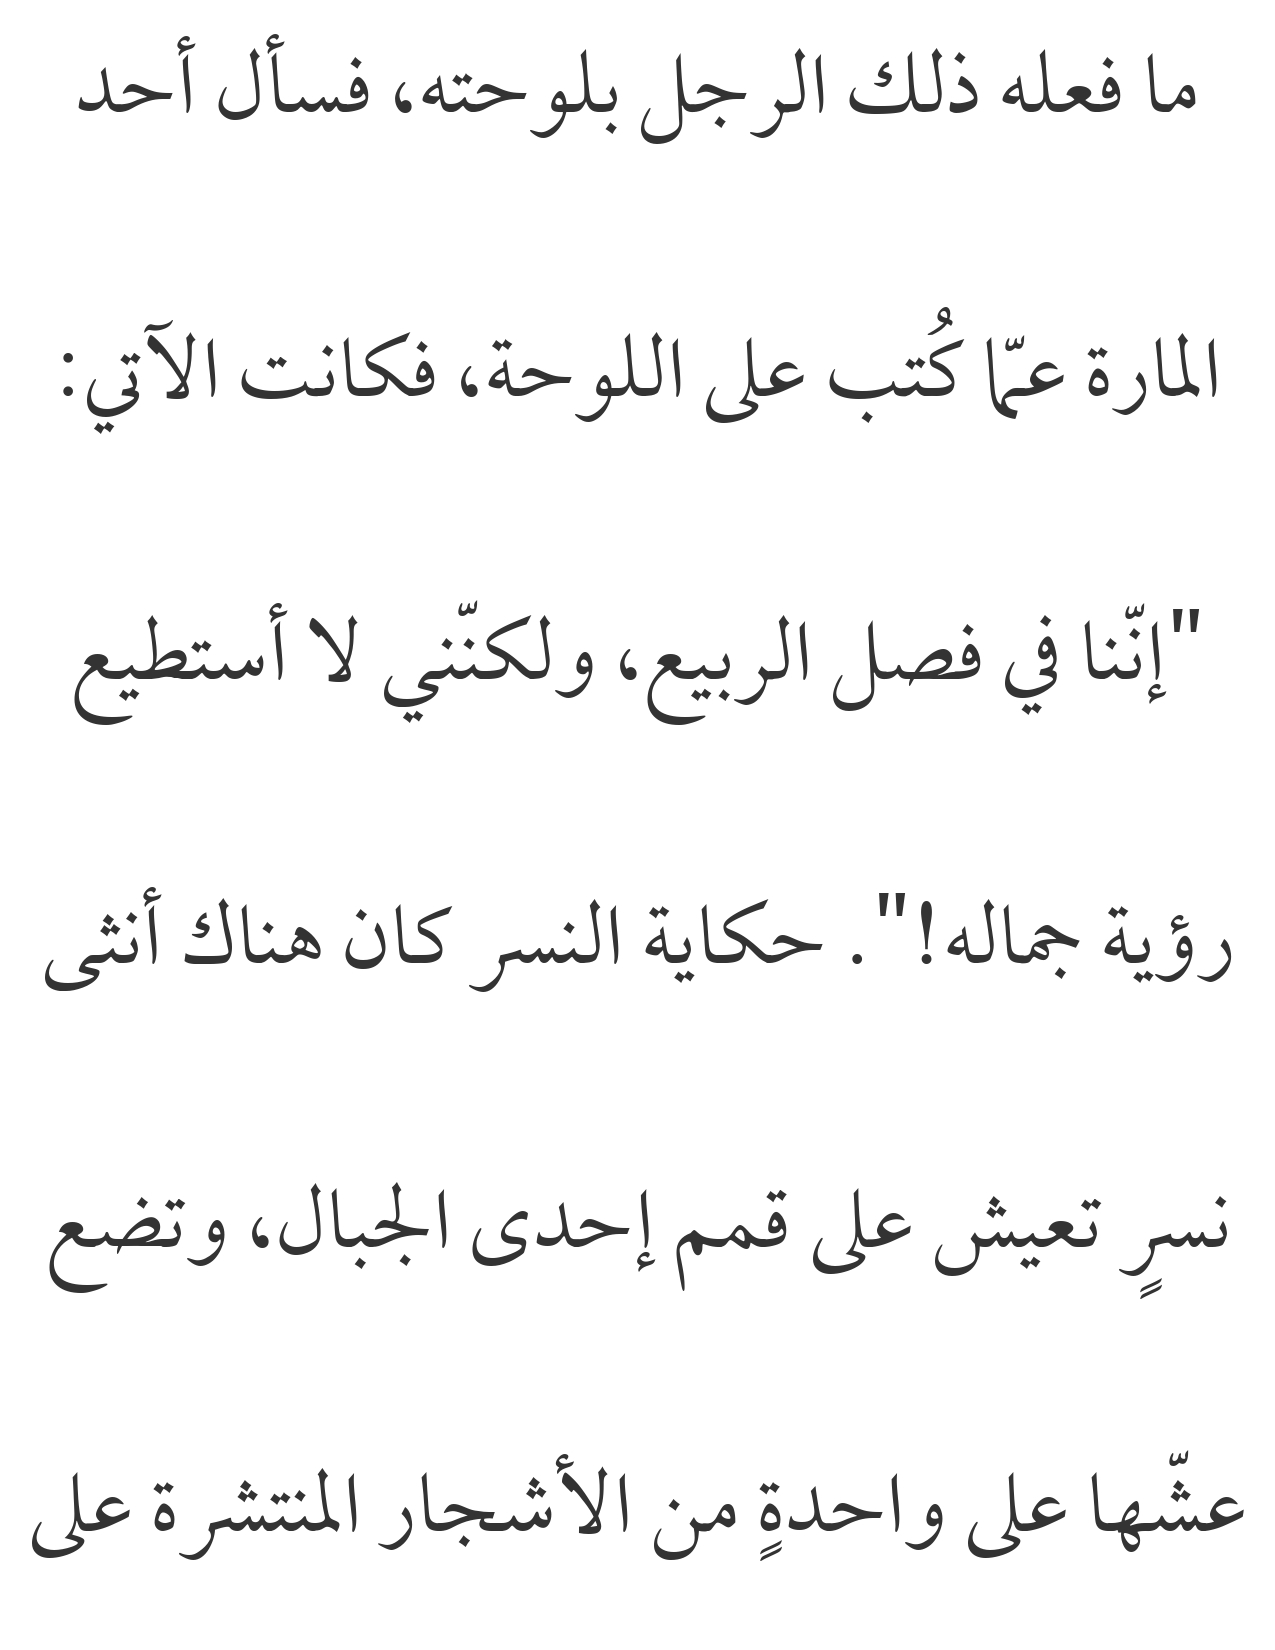 ما فعله ذلك الرجل بلوحته، فسأل أحد
المارة عمّا كُتب على اللوحة، فكانت الآتي:
"إنّنا في فصل الربيع، ولكنّني لا أستطيع
رؤية جماله!". حكاية النسر كان هناك أنثى
نسرٍ تعيش على قمم إحدى الجبال، وتضع
عشّها على واحدةٍ من الأشجار المنتشرة على